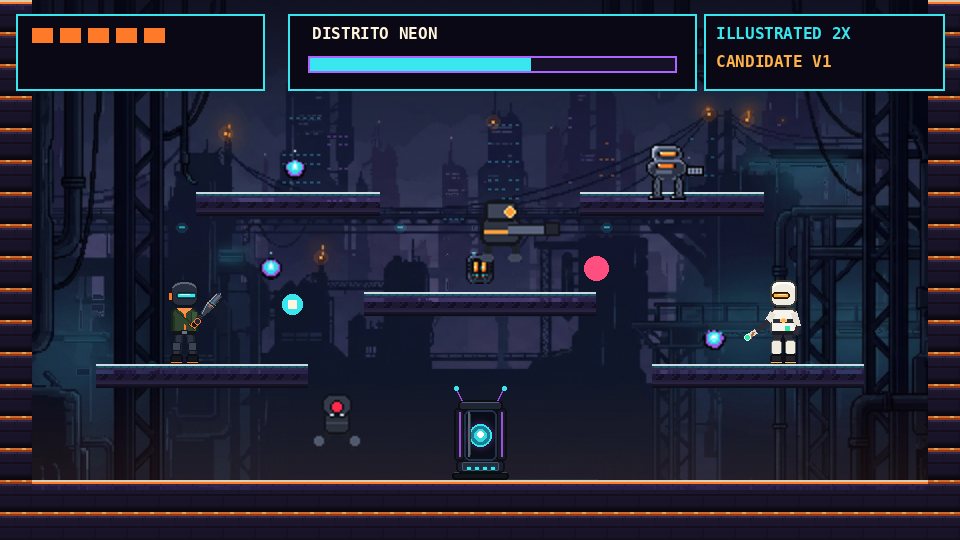 DISTRITO NEON
ILLUSTRATED 2X
CANDIDATE V1